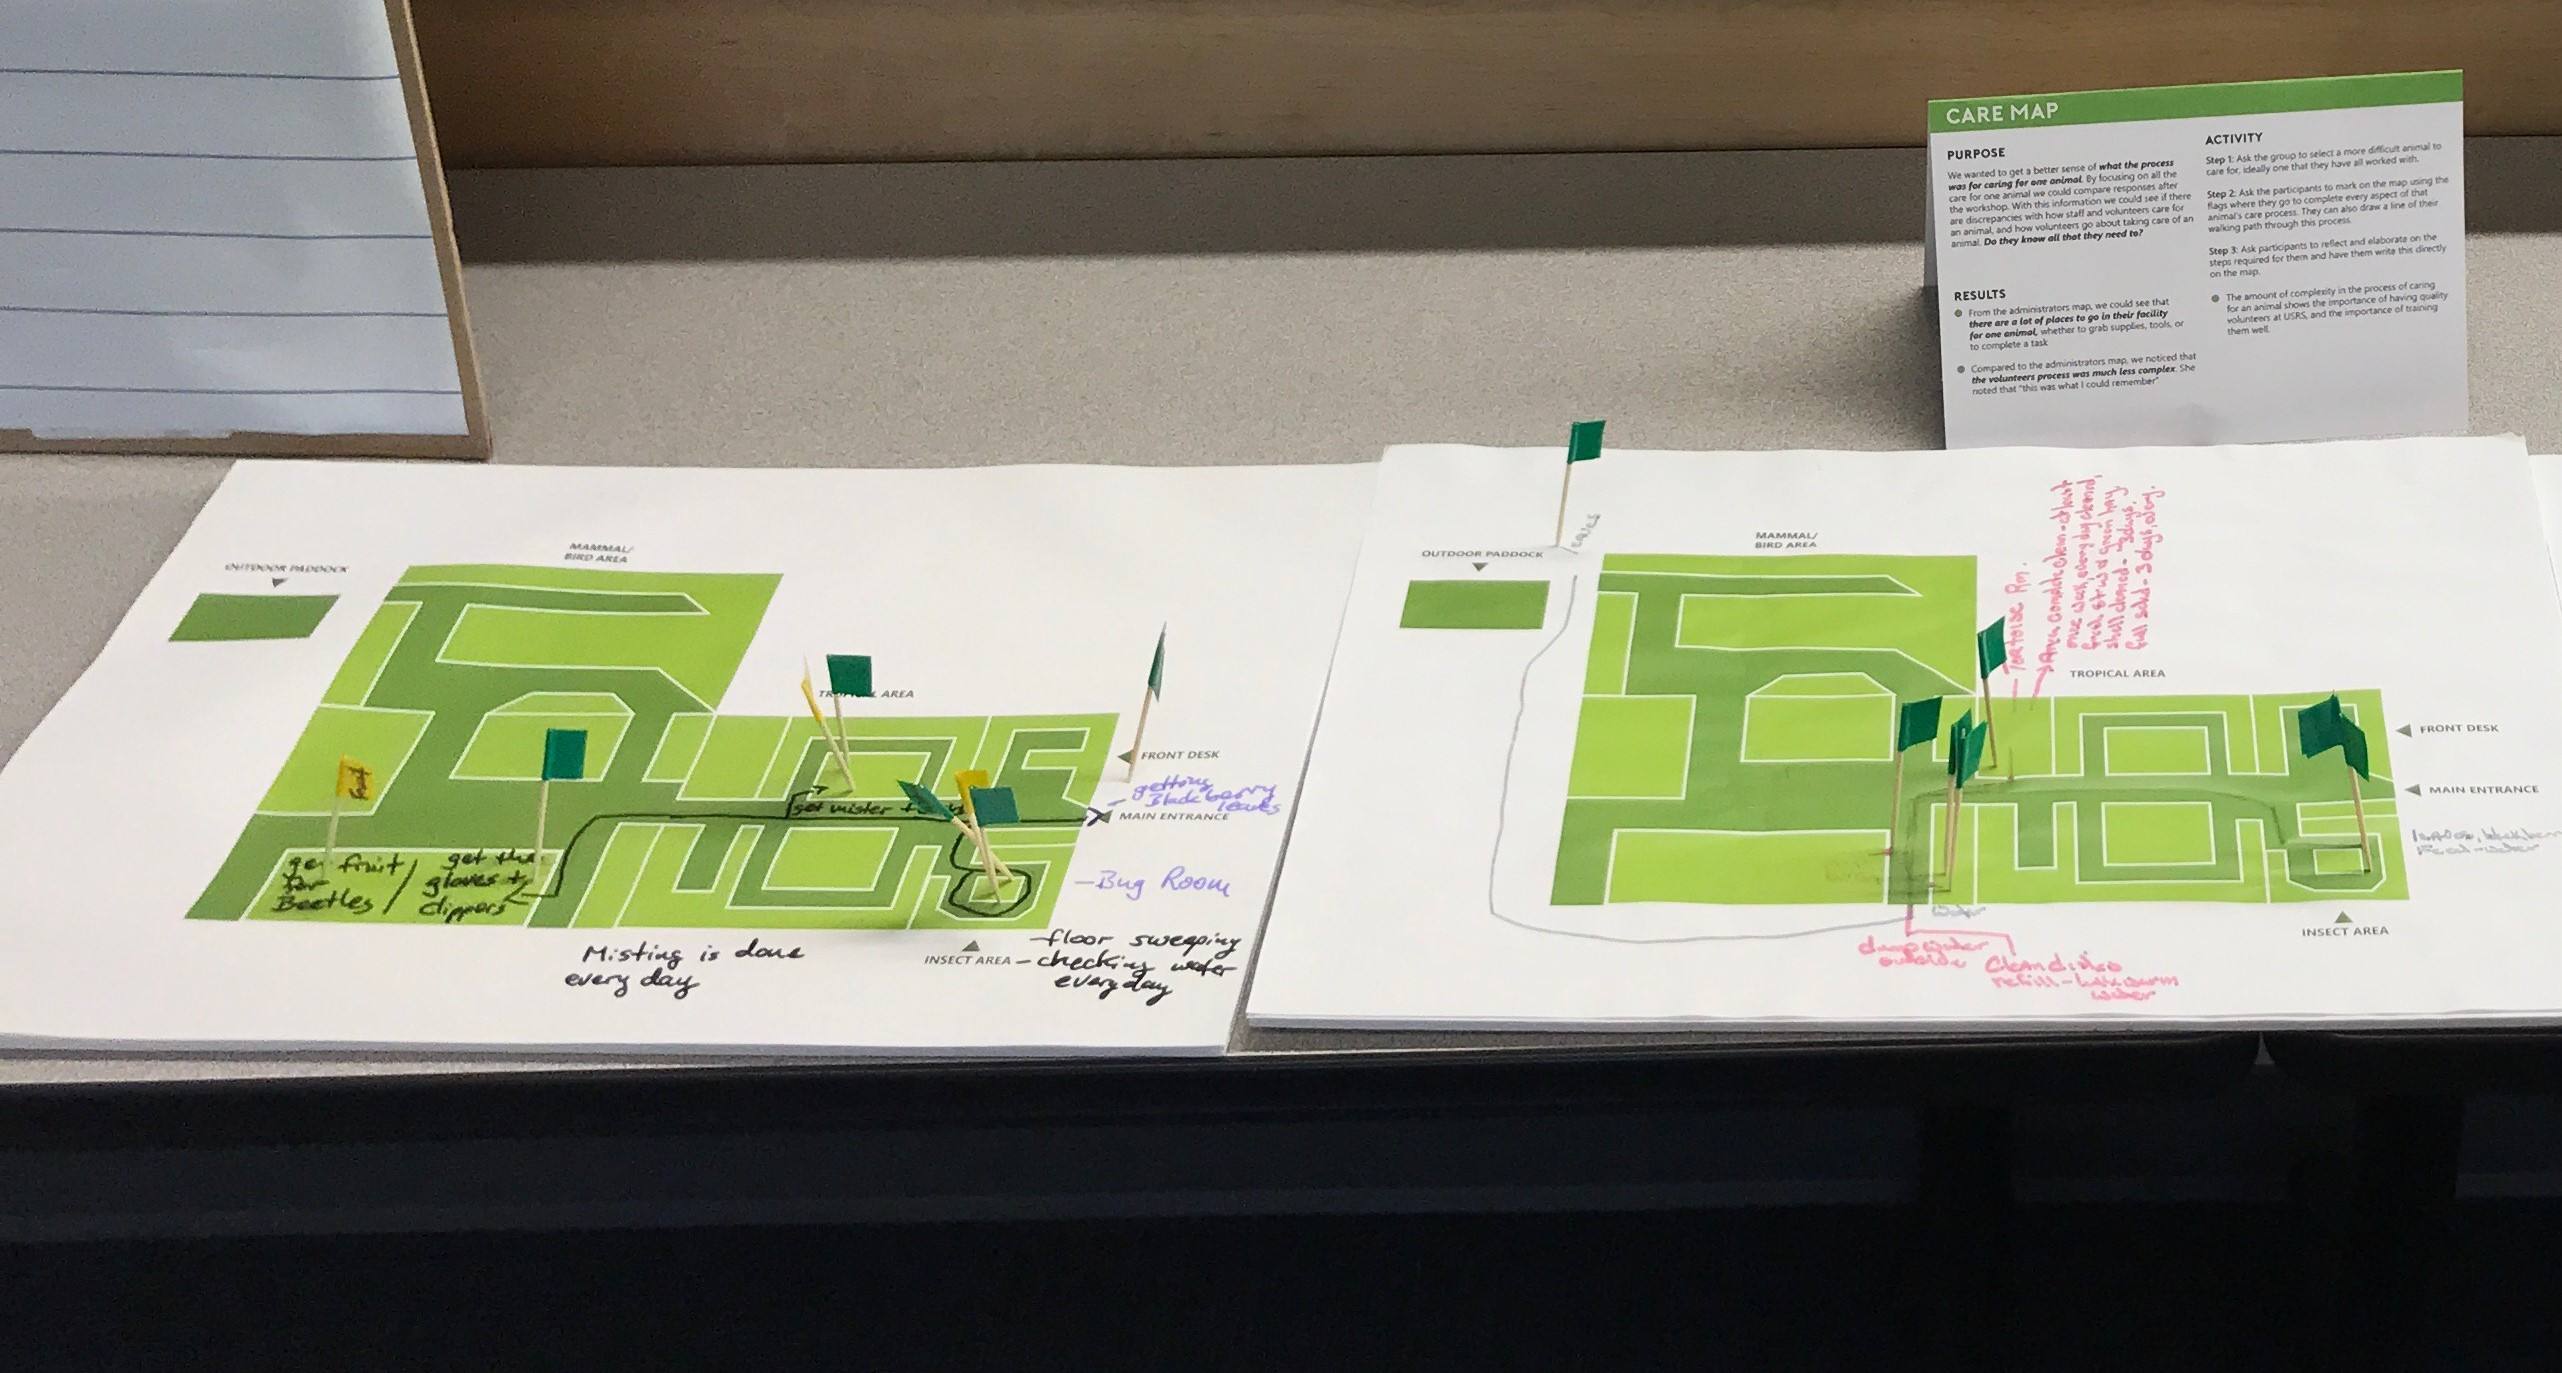 CARE MAP
PURPOSE
We wanted to get a better sense of what the process
was for caring for one animal. By focusing on all the
care for one animal we could compare responses after
the workshop. With this information we could see if there
are discrepancies with how staff and volunteers care for
an animal, and how volunteers go about taking care of an
animal. Do they know all that they need to?
RESULTS
From the administrators map, we could see that
there are a lot of places to go in their facility
for one animal, whether to grab supplies, tools, or
to complete a task
Compared to the administrators map, we noticed that
the volunteers process was much less complex. She
noted that "this was what I could remember"
ACTIVITY
Step 1: Ask the group to select a more difficult animal to
care for, ideally one that they have all worked with.
Step 2: Ask the participants to mark on the map using the
flags where they go to complete every aspect of that
animal's care process. They can also draw a line of their
walking path through this process.
Step 3: Ask participants to reflect and elaborate on the
steps required for them and have them write this directly
on the map.
The amount of complexity in the process of caring
for an animal shows the importance of having quality
volunteers at USRS, and the importance of training
them well.
MAMMAL/
BIRD AREA
OUTDOOR PADDOCK
AREA
FRONT DESK
getting
Blackberry
leaves
MAIN ENTRANCE
get mister
get fruit
for
Beetles
get the
gloves +
clippers
Bug Room
Misting is done
every day
INSECT AREA
floor sweeping
checking water
everyday
MAMMAL/
BIRD AREA
OUTDOOR PADDOCK
leaves
Tortoise Rm.
TROPICAL AREA
FRONT DESK
MAIN ENTRANCE
Feed - water
INSECT AREA
water
dump water
outside
Clean dishes
refill - lukewarm
water